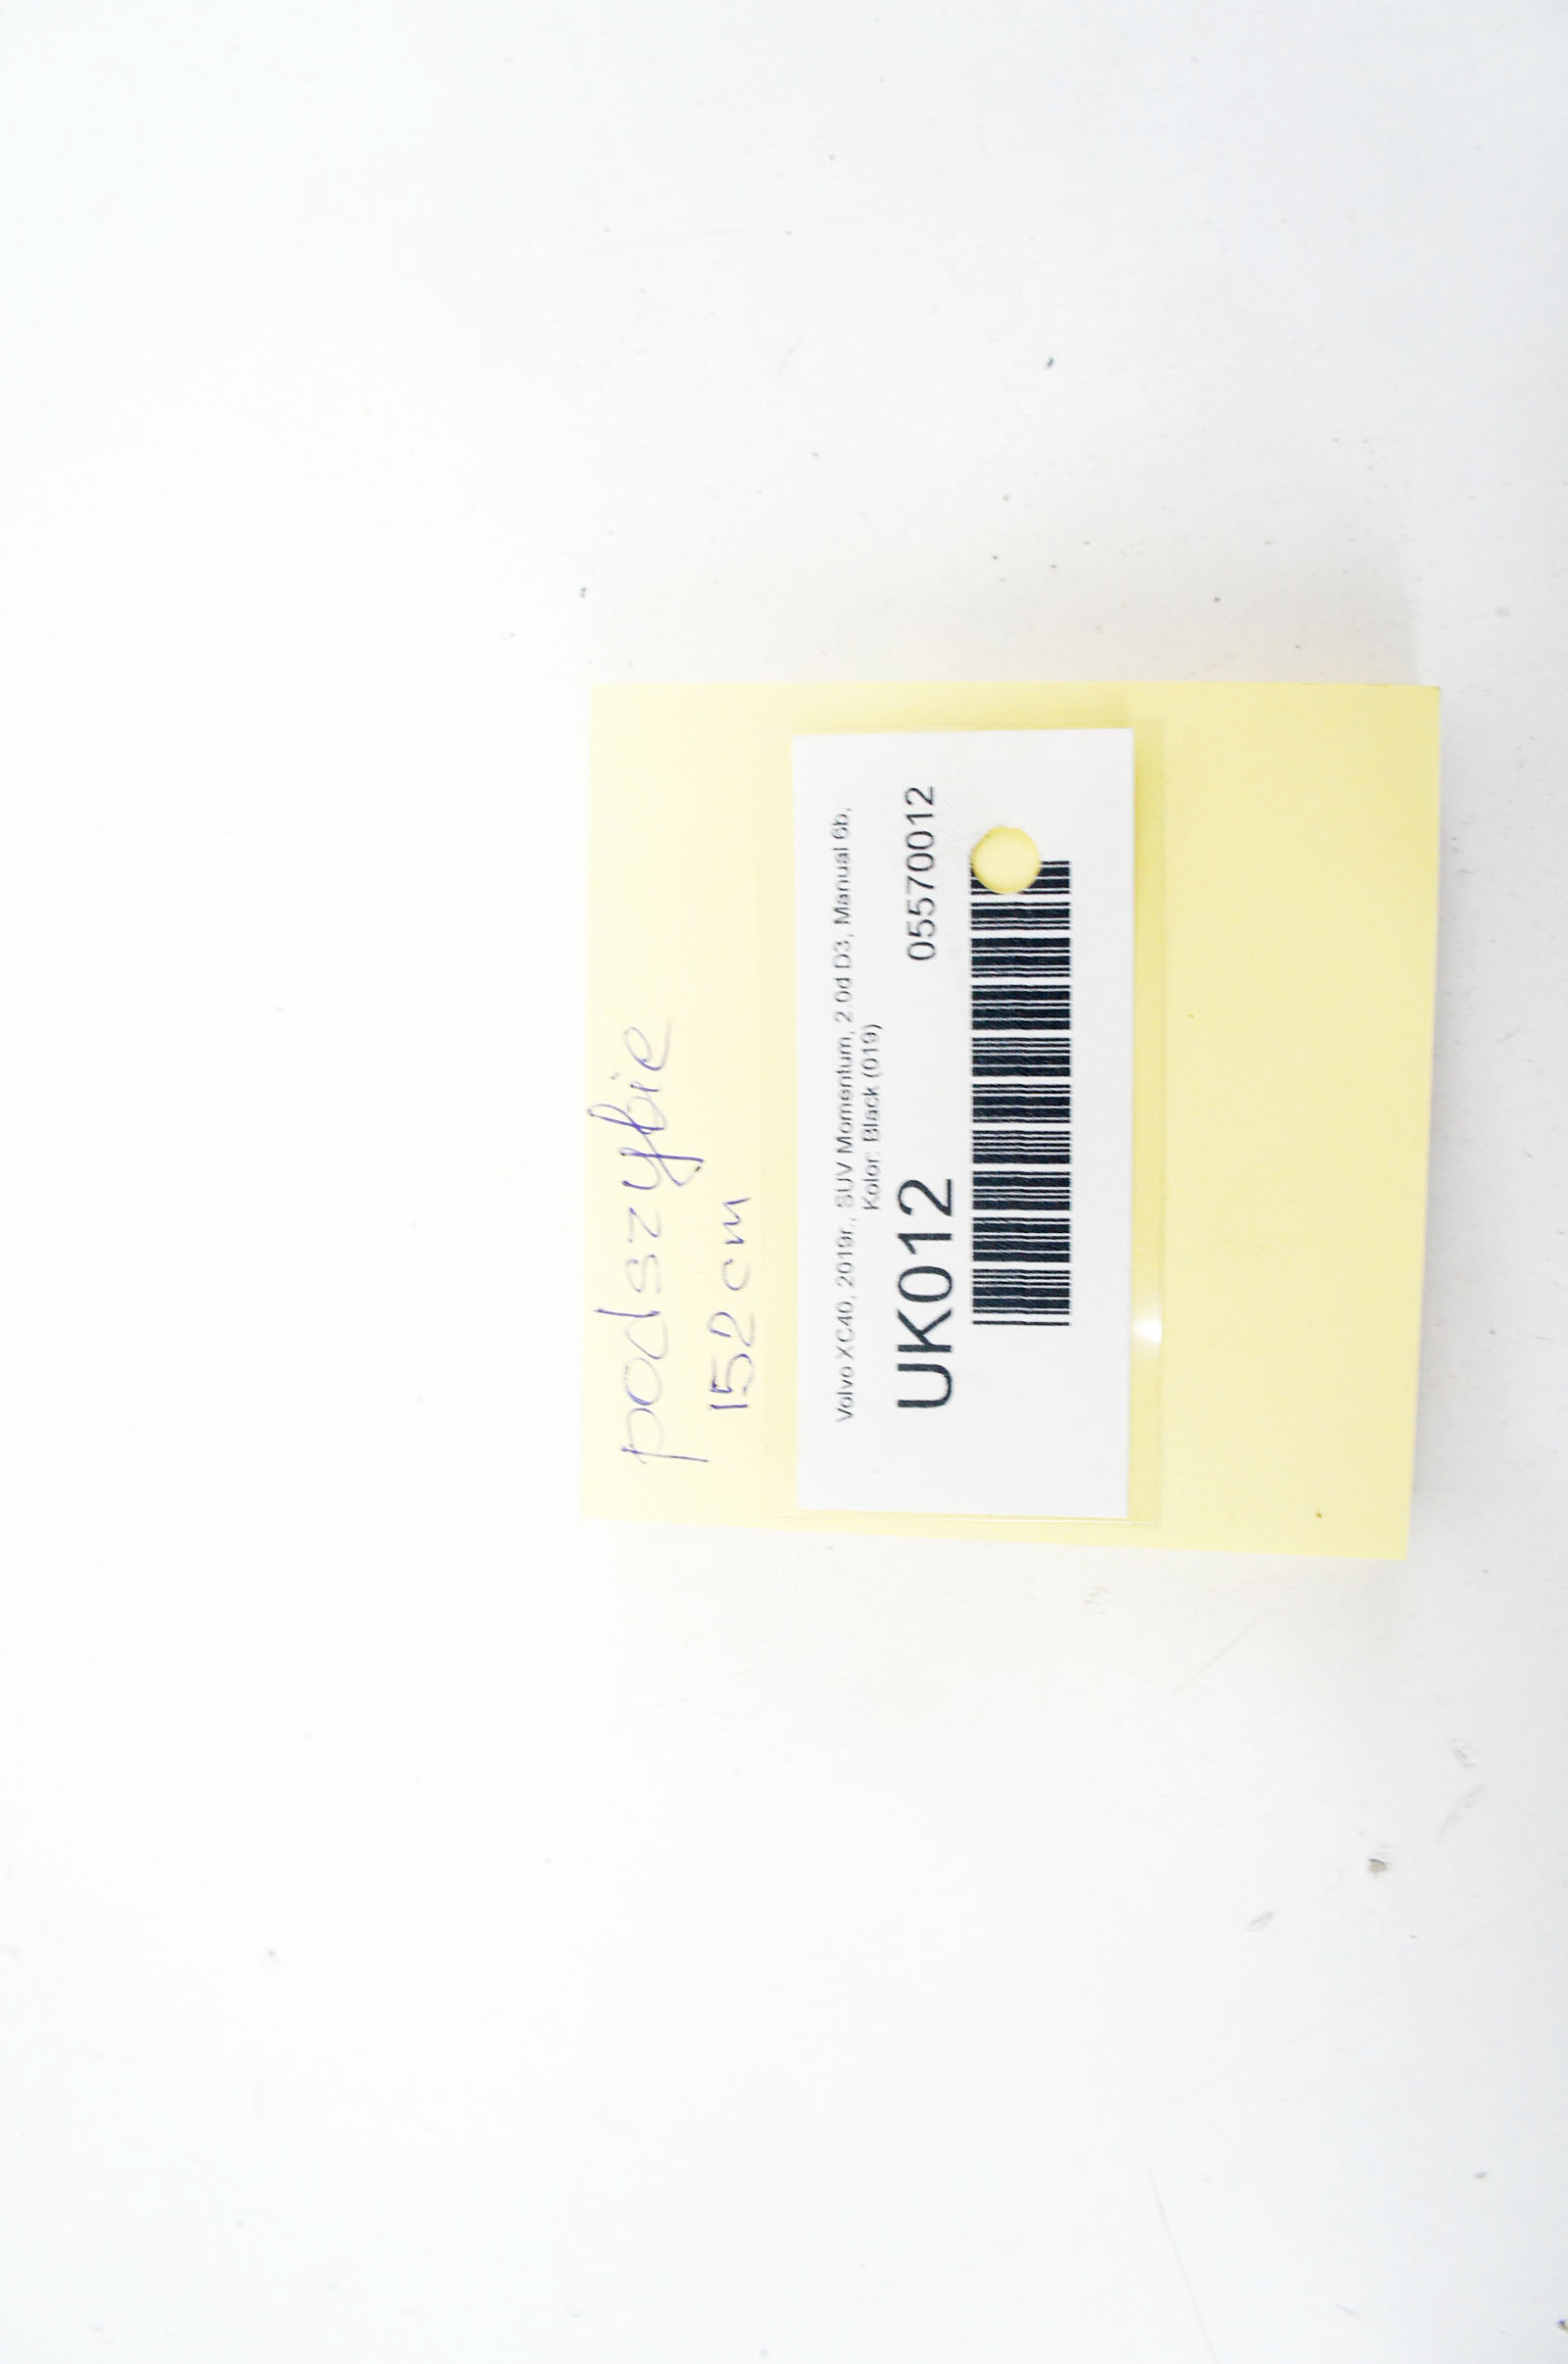 podszybie
152 cm
Volvo XC40, 2019r., SUV Momentum, 2.0d D3, Manual 6b,
Kolor: Black (019)
UK012 05570012